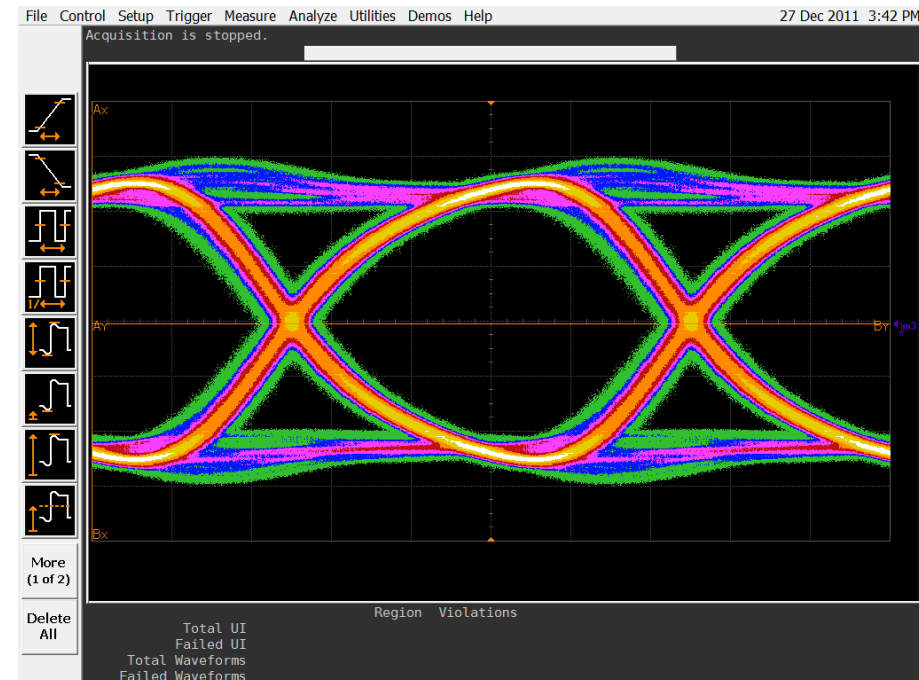 File Control Setup Trigger Measure Analyze Utilities Demos Help 27 Dec 2011 3:42 PM
Acquisition is stopped.
Ax
1/
AY
BY
Bx
More
(1 of 2)
Delete
All
Region Violations
Total UI
Failed UI
Total Waveforms
Failed Waveforms